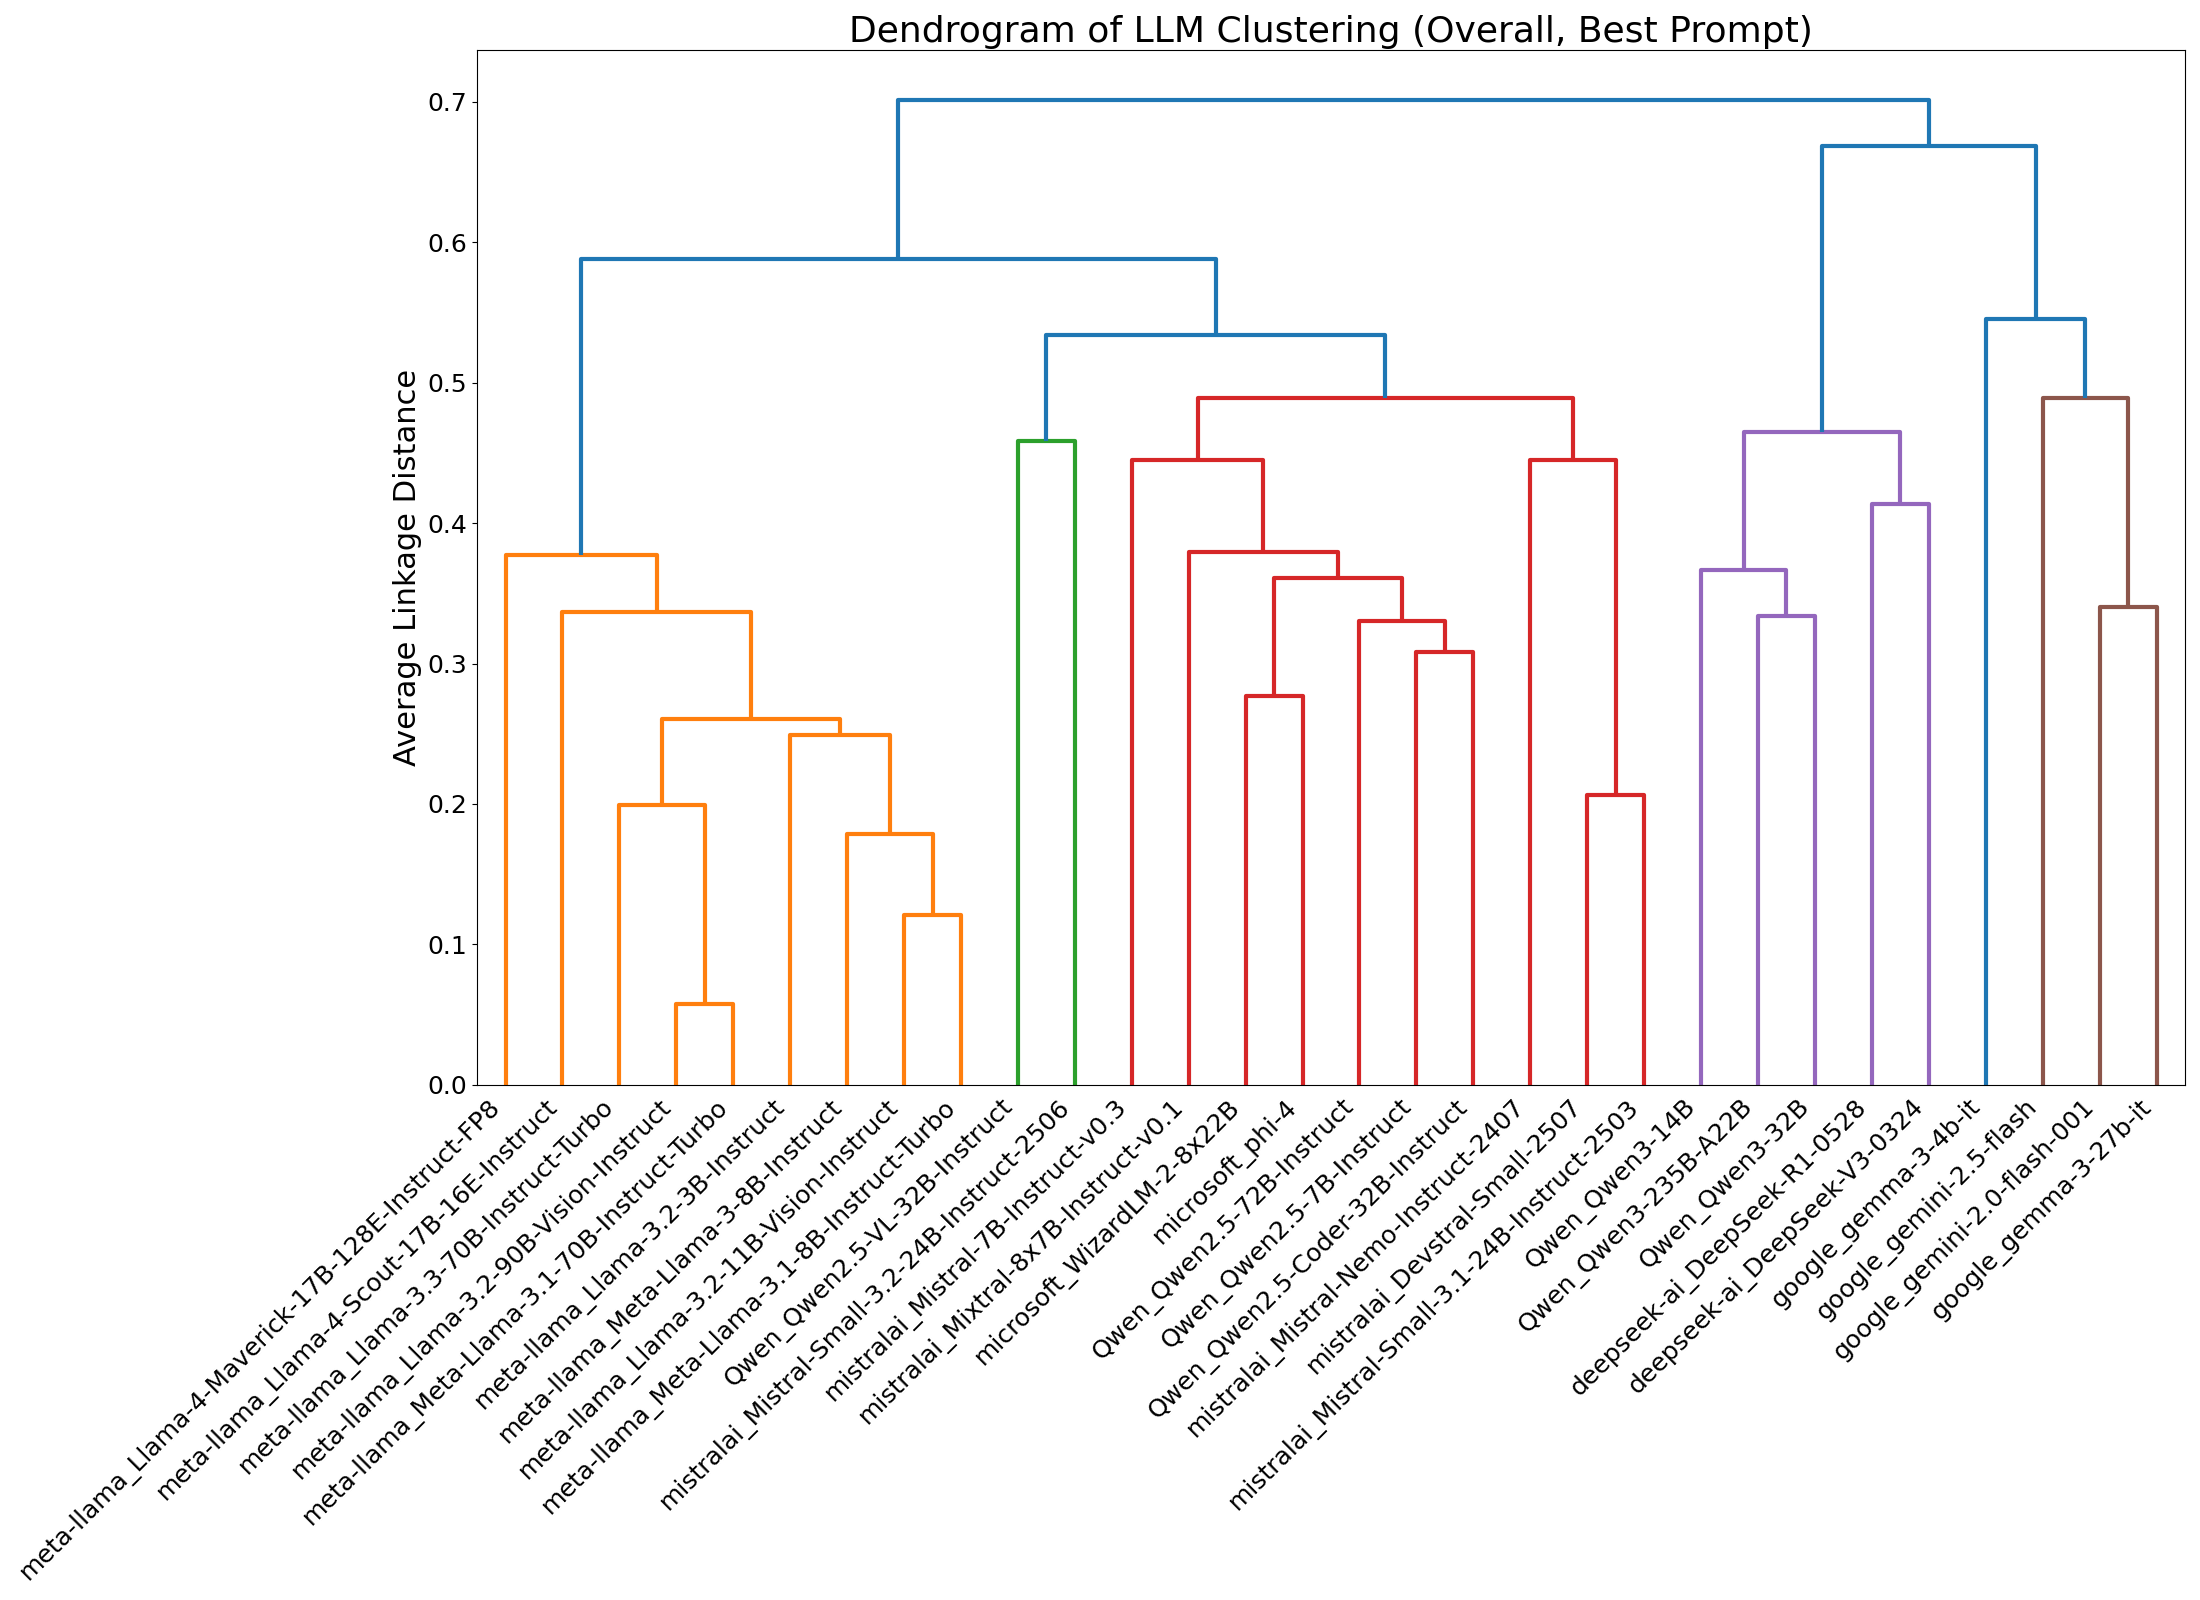 Dendrogram of LLM Clustering (Overall, Best Prompt)
Average Linkage Distance
0.7
0.6
0.5
0.4
0.3
0.2
0.1
0.0
meta-llama_Llama-4-Maverick-17B-128E-Instruct-FP8
meta-llama_Llama-4-Scout-17B-16E-Instruct
meta-llama_Llama-3.3-70B-Instruct-Turbo
meta-llama_Llama-3.2-90B-Vision-Instruct
meta-llama_Meta-Llama-3.1-70B-Instruct-Turbo
meta-llama_Llama-3.2-3B-Instruct
meta-llama_Meta-Llama-3-8B-Instruct
meta-llama_Llama-3.2-11B-Vision-Instruct
meta-llama_Meta-Llama-3.1-8B-Instruct-Turbo
Qwen_Qwen2.5-VL-32B-Instruct
mistralai_Mistral-Small-3.2-24B-Instruct-2506
mistralai_Mistral-7B-Instruct-v0.3
mistralai_Mixtral-8x7B-Instruct-v0.1
microsoft_WizardLM-2-8x22B
microsoft_phi-4
Qwen_Qwen2.5-72B-Instruct
Qwen_Qwen2.5-7B-Instruct
Qwen_Qwen2.5-Coder-32B-Instruct
mistralai_Mistral-Nemo-Instruct-2407
mistralai_Devstral-Small-2507
mistralai_Mistral-Small-3.1-24B-Instruct-2503
Qwen_Qwen3-14B
Qwen_Qwen3-235B-A22B
Qwen_Qwen3-32B
deepseek-ai_DeepSeek-R1-0528
deepseek-ai_DeepSeek-V3-0324
google_gemma-3-4b-it
google_gemini-2.5-flash
google_gemini-2.0-flash-001
google_gemma-3-27b-it